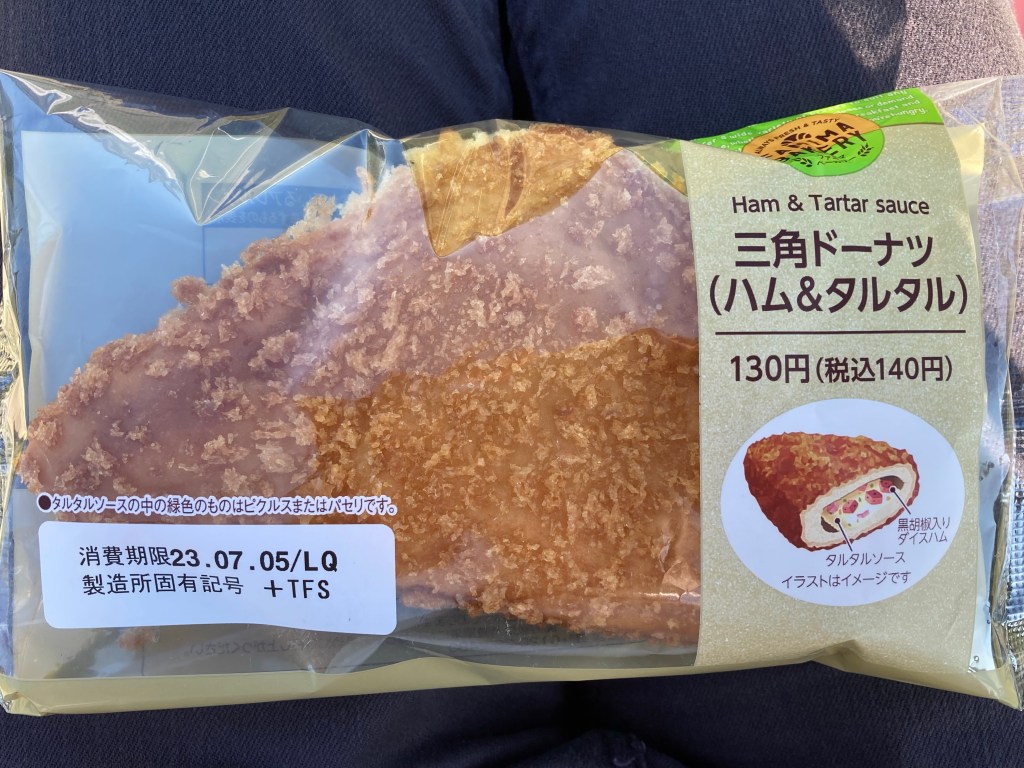 ALWAYS FRESH & TASTY
Ham & Tartar sauce
三角ドーナツ
(ハム&タルタル)
130円(税込140円)
黒胡椒入り
ダイスハム
タルタルソース
イラストはイメージです
●タルタルソースの中の緑色のものはピクルスまたはパセリです。
消費期限23.07.05/LQ
製造所固有記号 +TFS